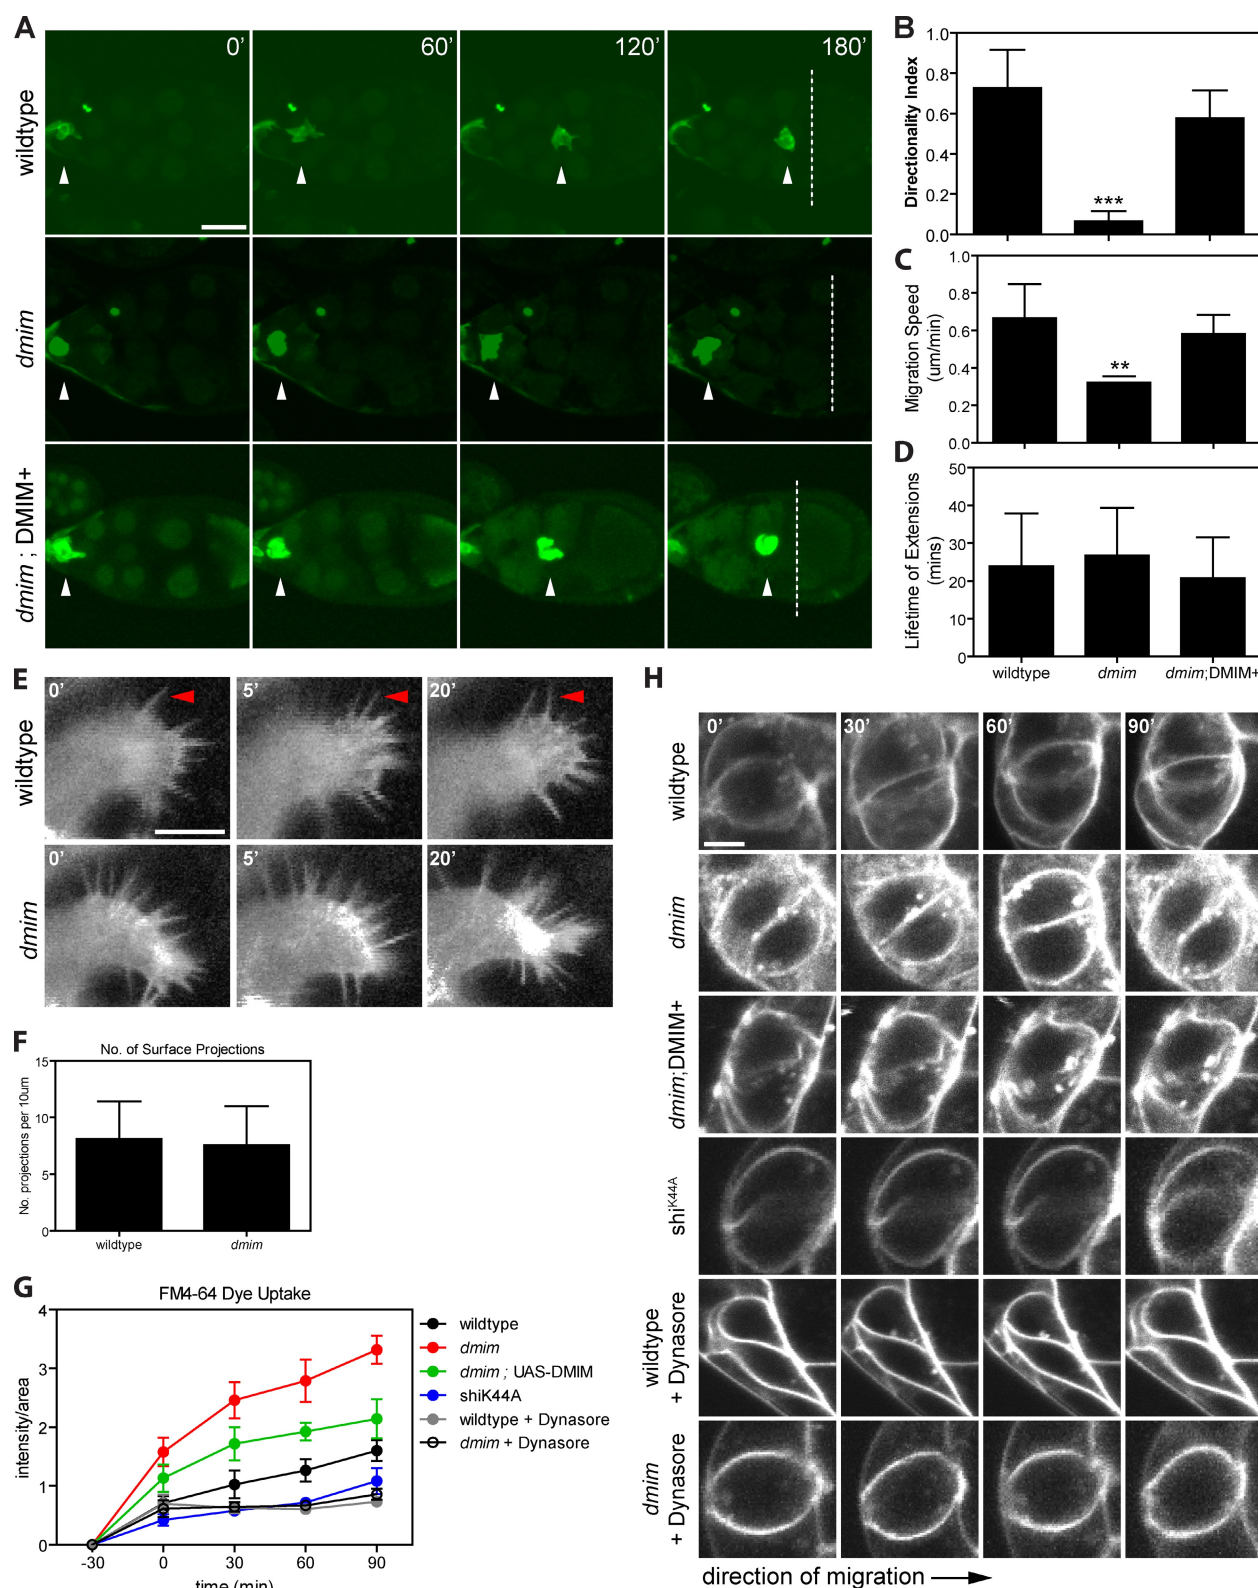 A
0’
60’
120’
180’
wildtype
dmim
dmim ; DMIM+
B
Directionality Index
1.0
0.8
0.6
0.4
0.2
0.0
***
C
Migration Speed
(um/min)
1.0
0.8
0.6
0.4
0.2
0.0
**
D
Lifetime of Extensions
(mins)
50
40
30
20
10
0
wildtype
dmim
dmim;DMIM+
E
0’
5’
20’
wildtype
0’
5’
20’
dmim
F
No. of Surface Projections
No. projections per 10um
15
10
5
0
wildtype
dmim
G
FM4-64 Dye Uptake
intensity/area
4
3
2
1
0
-30
0
30
60
90
time (min)
wildtype
dmim
dmim ; UAS-DMIM
shiK44A
wildtype + Dynasore
dmim + Dynasore
H
0’
30’
60’
90’
wildtype
dmim
dmim;DMIM+
shiK44A
wildtype
+ Dynasore
dmim
+ Dynasore
direction of migration